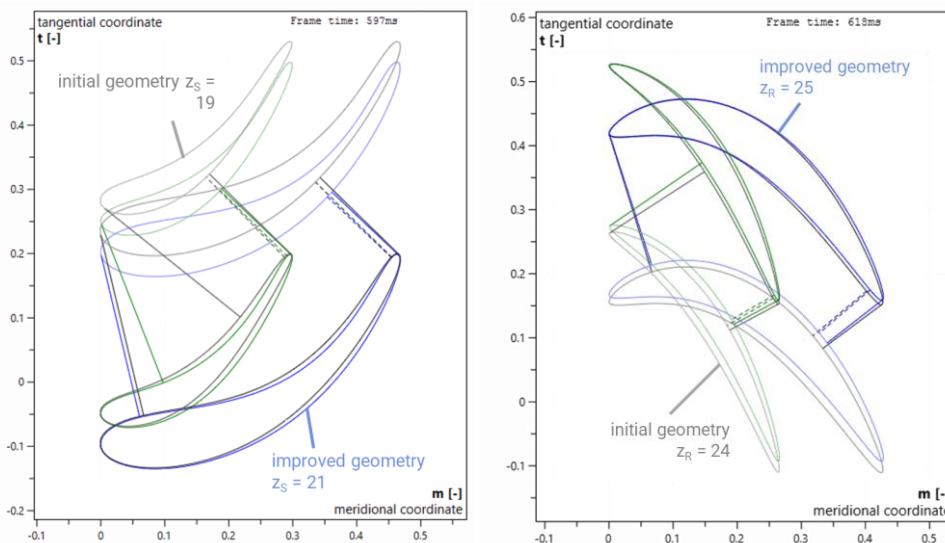 tangential coordinate
t [-]
Frame time: 597ms
initial geometry z_S =
19
0.5
0.4
0.3
0.2
0.1
0
-0.1
-0.2
improved geometry
z_S = 21
m [-]
meridional coordinate
-0.1
0
0.1
0.2
0.3
0.4
0.5
0.6
tangential coordinate
t [-]
Frame time: 618ms
improved geometry
z_R = 25
0.5
0.4
0.3
0.2
0.1
0
-0.1
initial geometry
z_R = 24
m [-]
meridional coordinate
-0.1
0
0.1
0.2
0.3
0.4
0.5